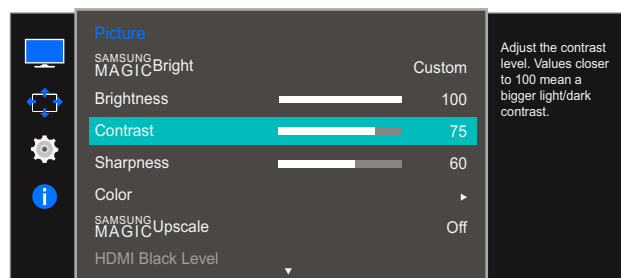 Picture
SAMSUNG
MAGICBright Custom
Brightness 100
Contrast 75
Sharpness 60
Color
SAMSUNG
MAGICUpscale Off
HDMI Black Level
Adjust the contrast
level. Values closer
to 100 mean a
bigger light/dark
contrast.